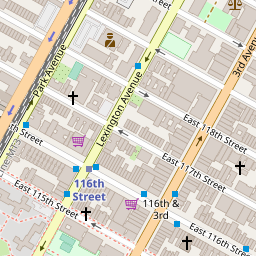 Park Avenue
Lexington Avenue
3rd Avenue
East 118th Street
East 117th Street
Street
116th
Street
East 115th Street
116th &
3rd
East 116th Street